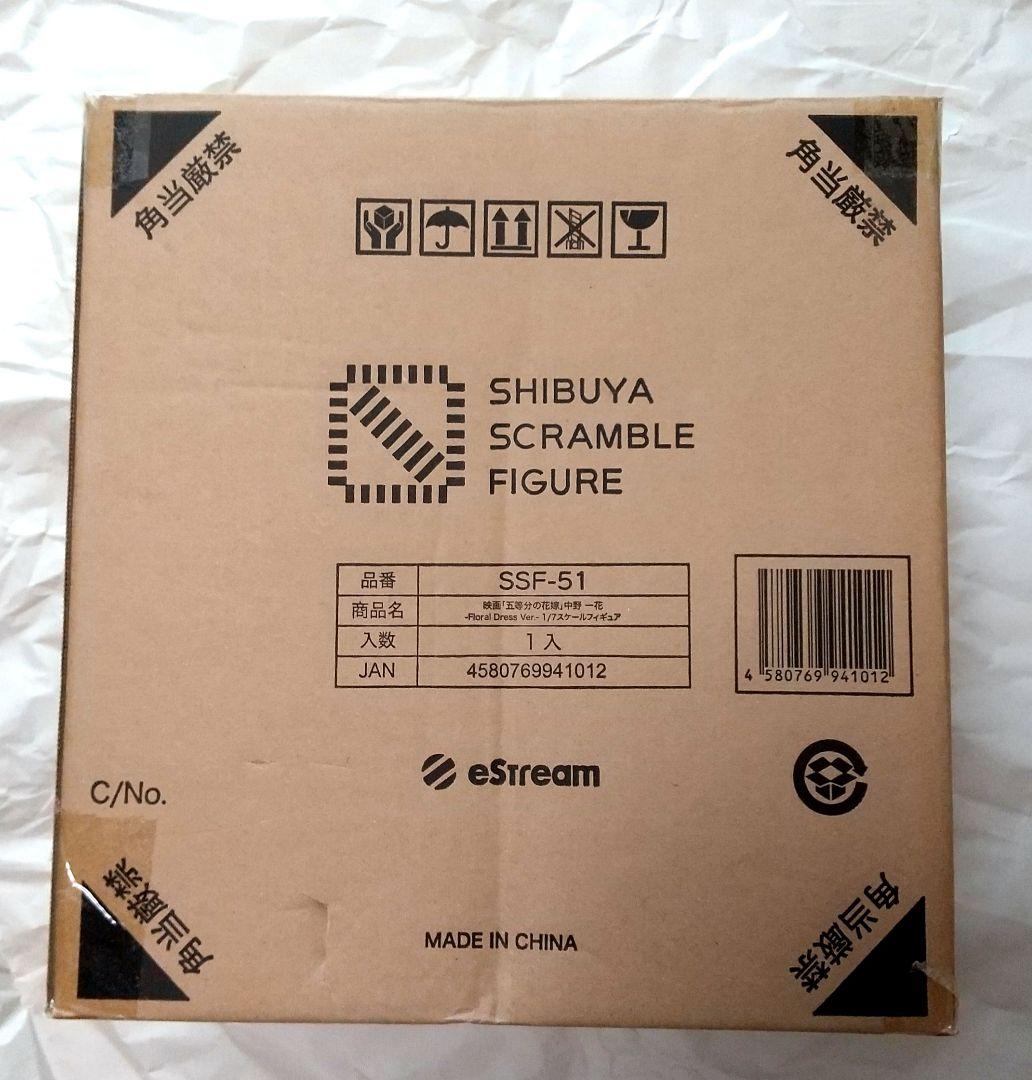 角当厳禁
角当厳禁
SHIBUYA
SCRAMBLE
FIGURE
品番 SSF-51
商品名 映画「五等分の花嫁」中野 一花
-Floral Dress Ver.- 1/7スケールフィギュア
入数 1入
JAN 4580769941012
4 580769 941012
eStream
C/No.
角当厳禁
角当厳禁
MADE IN CHINA